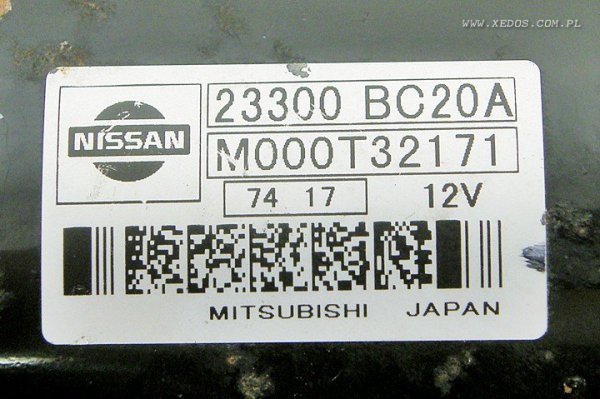 WWW.XEDOS.COM.PL
NISSAN
23300 BC20A
M000T32171
74 17 12V
MITSUBISHI JAPAN